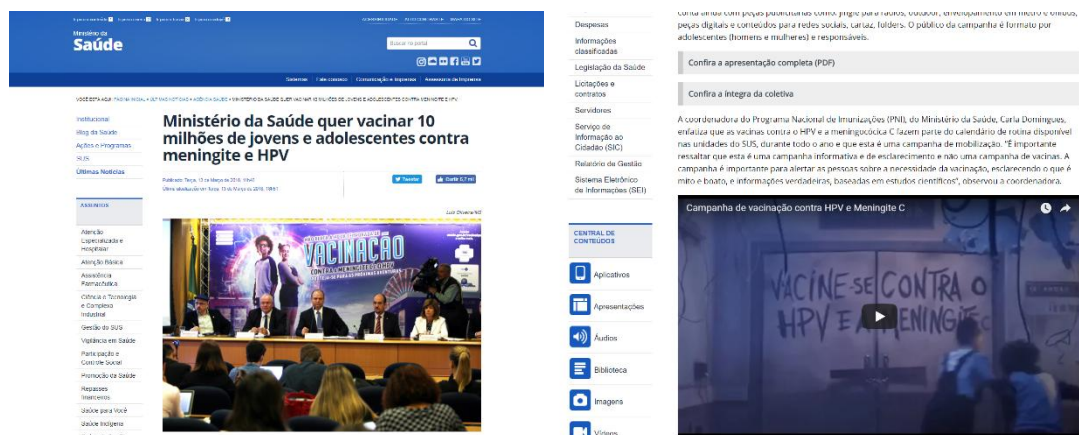 Ministério da
Saúde
Buscar no portal
Sistemas
Fale conosco
Comunicação e Imprensa
Assessoria de Imprensa
Institucional
Blog da Saúde
Ações e Programas
SUS
Últimas Notícias
ASSUNTOS
Atenção
Especializada e
Hospitalar
Atenção Básica
Assistência
Farmacêutica
Ciência e Tecnologia
e Complexo
Industrial
Gestão do SUS
Vigilância em Saúde
Participação e
Controle Social
Promoção da Saúde
Repasses
financeiros
Saúde para Você
Saúde Indígena
Ministério da Saúde quer vacinar 10
milhões de jovens e adolescentes contra
meningite e HPV
Tweetar
VACINAÇÃO
CONTRA MENINGITE E HPV
Despesas
Informações
classificadas
Legislação da Saúde
Licitações e
contratos
Servidores
Serviço de
Informação ao
Cidadão (SIC)
Relatório de Gestão
Sistema Eletrônico
de Informações (SEI)
CENTRAL DE
CONTEÚDOS
Aplicativos
Apresentações
Áudios
Biblioteca
Imagens
Vídeos
peças digitais e conteúdos para redes sociais, cartaz, folders. O público da campanha é formato por
adolescentes (homens e mulheres) e responsáveis.
Confira a apresentação completa (PDF)
Confira a íntegra da coletiva
A coordenadora do Programa Nacional de Imunizações (PNI), do Ministério da Saúde, Carla Domingues,
enfatiza que as vacinas contra o HPV e a meningocócica C fazem parte do calendário de rotina disponível
nas unidades do SUS, durante todo o ano e que esta é uma campanha de mobilização. "É importante
ressaltar que esta é uma campanha informativa e de esclarecimento e não uma campanha de vacinas. A
campanha é importante para alertar as pessoas sobre a necessidade da vacinação, esclarecendo o que é
mito e boato, e informações verdadeiras, baseadas em estudos científicos", observou a coordenadora.
Campanha de vacinação contra HPV e Meningite C
VACINE-SE CONTRA O
HPV E A MENINGITE C